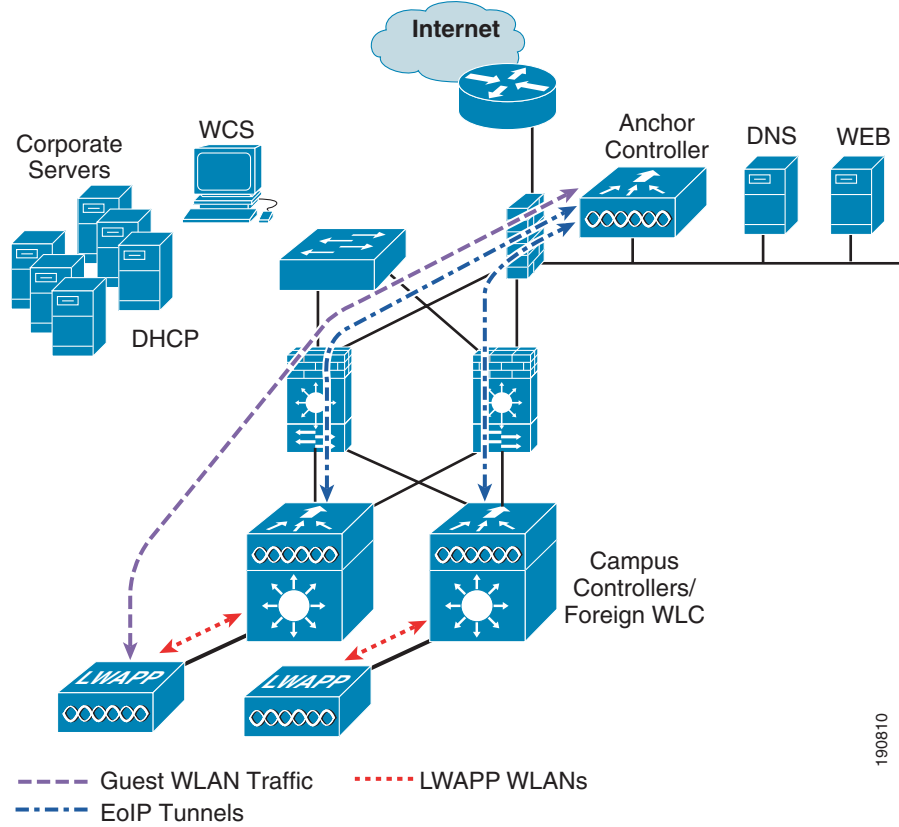 Internet
Corporate
Servers
WCS
Anchor
Controller
DNS
WEB
DHCP
Campus
Controllers/
Foreign WLC
LWAPP
LWAPP
190810
Guest WLAN Traffic
LWAPP WLANs
EoIP Tunnels